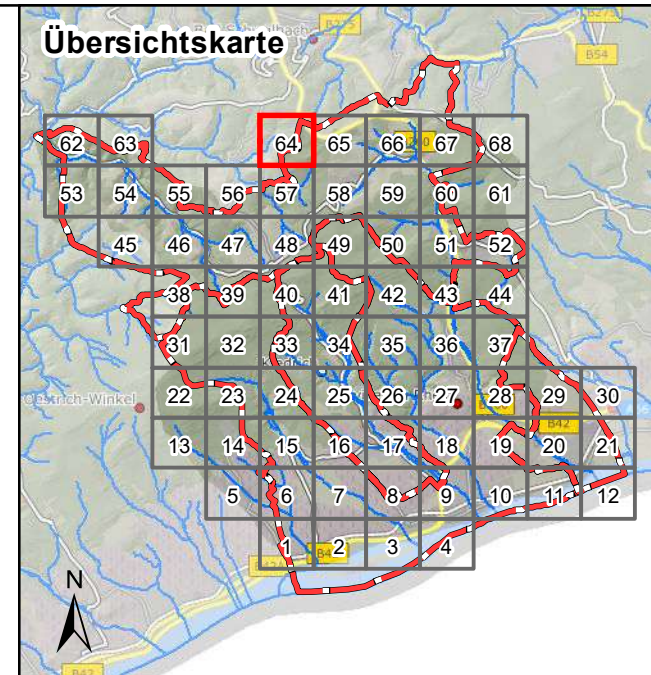 Übersichtskarte
B275
B54
62 63 64 65 66 67 68
53 54 55 56 57 58 59 60 61
45 46 47 48 49 50 51 52
38 39 40 41 42 43 44
31 32 33 34 35 36 37
22 23 24 25 26 27 28 29 30
Oestrich-Winkel
B42
13 14 15 16 17 18 19 20 21
5 6 7 8 9 10 11 12
1 2 3 4
N
B42